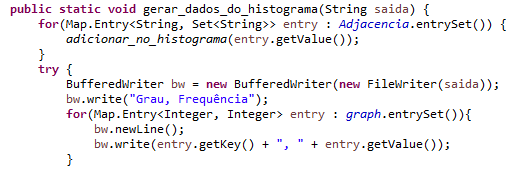 public static void gerar_dados_do_histograma(String saida) {
    for(Map.Entry<String, Set<String>> entry : Adjacencia.entrySet()) {
        adicionar_no_histograma(entry.getValue());
    }
    try {
        BufferedWriter bw = new BufferedWriter(new FileWriter(saida));
        bw.write("Grau, Frequência");
        for(Map.Entry<Integer, Integer> entry : graph.entrySet()){
            bw.newLine();
            bw.write(entry.getKey() + ", " + entry.getValue());
        }